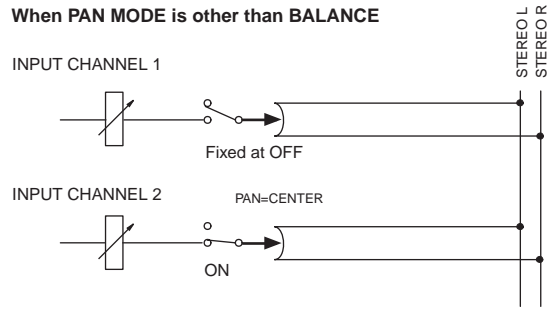 When PAN MODE is other than BALANCE
STEREO L
STEREO R
INPUT CHANNEL 1
Fixed at OFF
INPUT CHANNEL 2
PAN=CENTER
ON